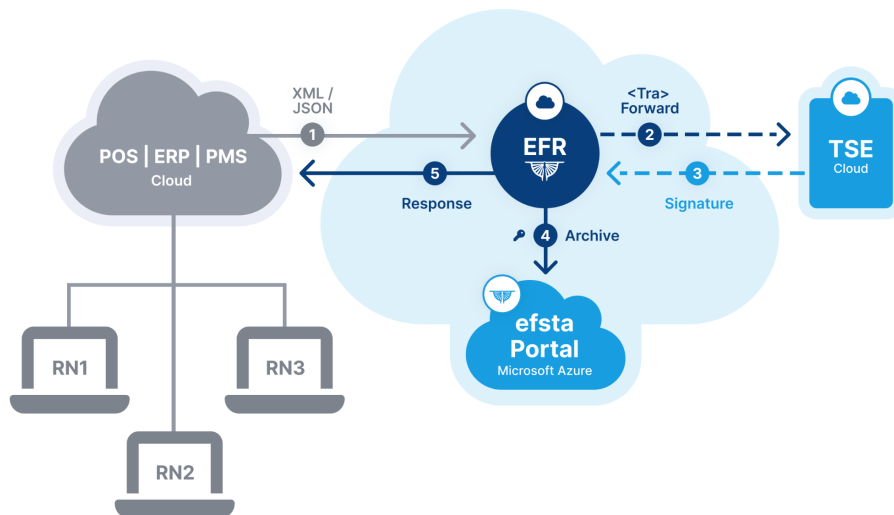 XML /
JSON
1
POS | ERP | PMS
Cloud
EFR
<Tra>
Forward
2
TSE
Cloud
3
Signature
5
Response
4 Archive
efsta
Portal
Microsoft Azure
RN1
RN3
RN2